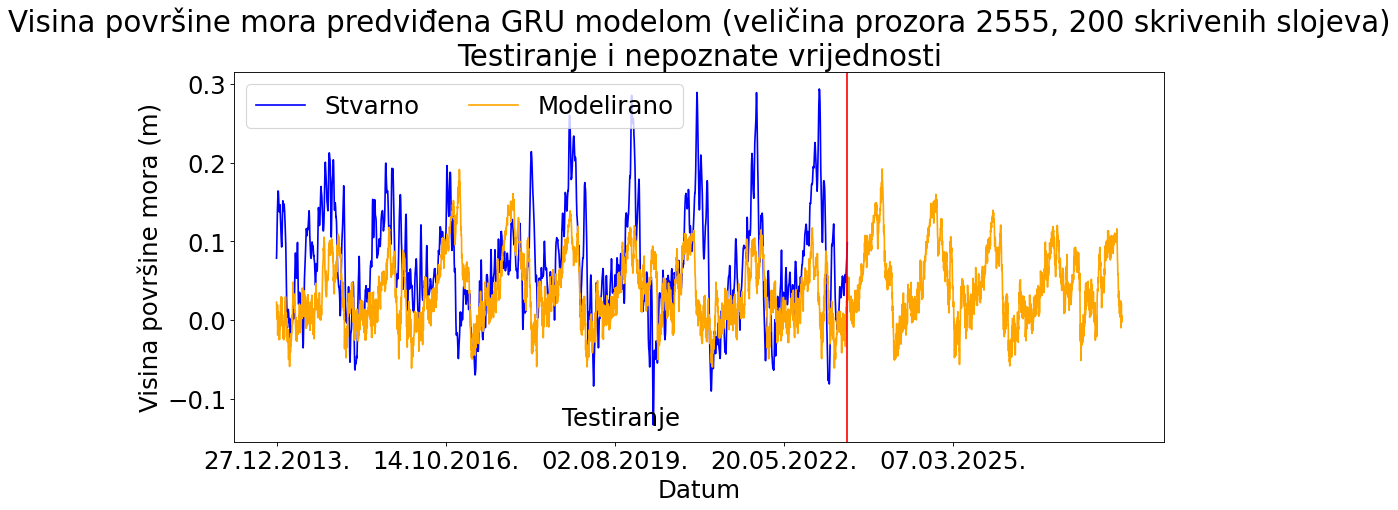 Visina površine mora predviđena GRU modelom (veličina prozora 2555, 200 skrivenih slojeva)
Testiranje i nepoznate vrijednosti
Stvarno
Modelirano
Visina površine mora (m)
0.3
0.2
0.1
0.0
−0.1
Testiranje
27.12.2013.
14.10.2016.
02.08.2019.
20.05.2022.
07.03.2025.
Datum